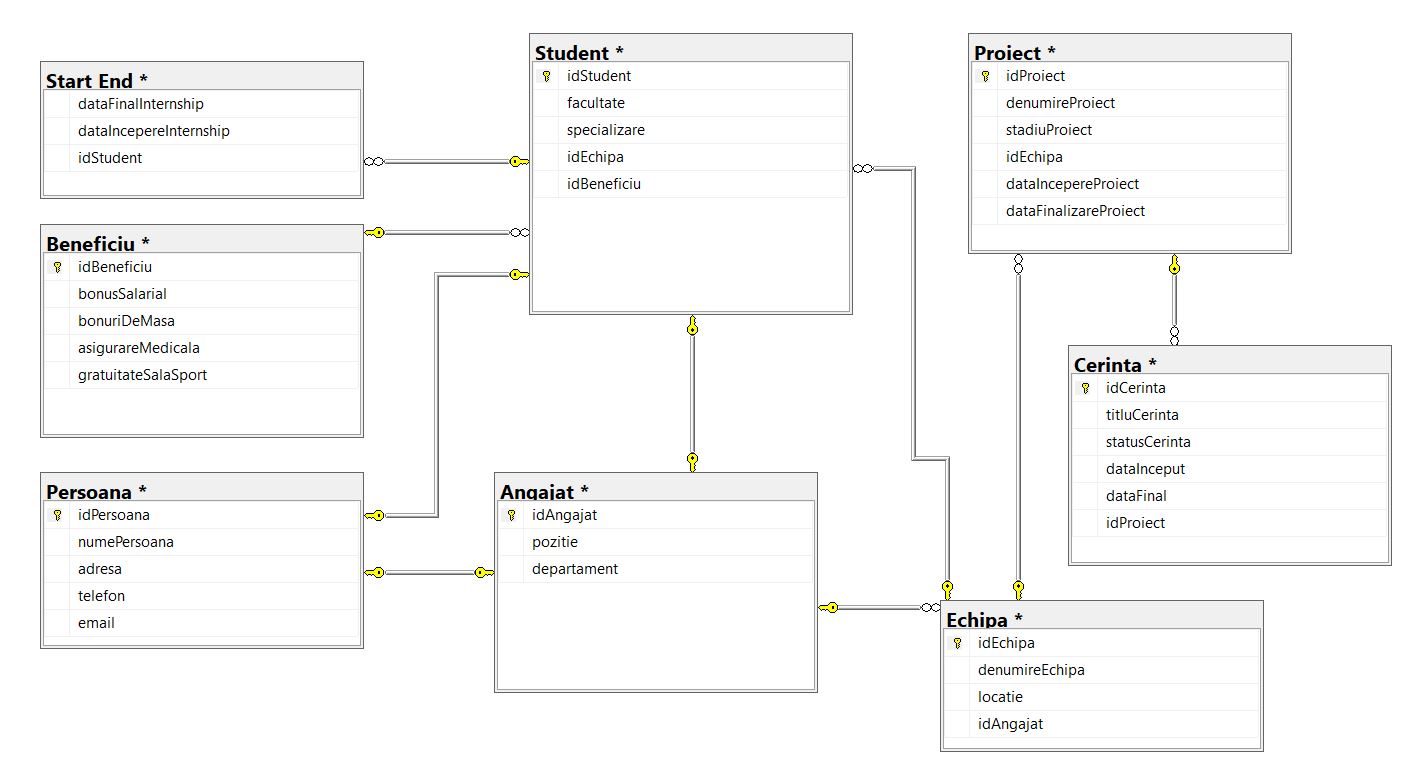 Start End *
dataFinalInternship
dataIncepereInternship
idStudent
Student *
idStudent
facultate
specializare
idEchipa
idBeneficiu
Proiect *
idProiect
denumireProiect
stadiuProiect
idEchipa
dataIncepereProiect
dataFinalizareProiect
Beneficiu *
idBeneficiu
bonusSalarial
bonuriDeMasa
asigurareMedicala
gratuitateSalaSport
Cerinta *
idCerinta
titluCerinta
statusCerinta
dataInceput
dataFinal
idProiect
Persoana *
idPersoana
numePersoana
adresa
telefon
email
Angajat *
idAngajat
pozitie
departament
Echipa *
idEchipa
denumireEchipa
locatie
idAngajat